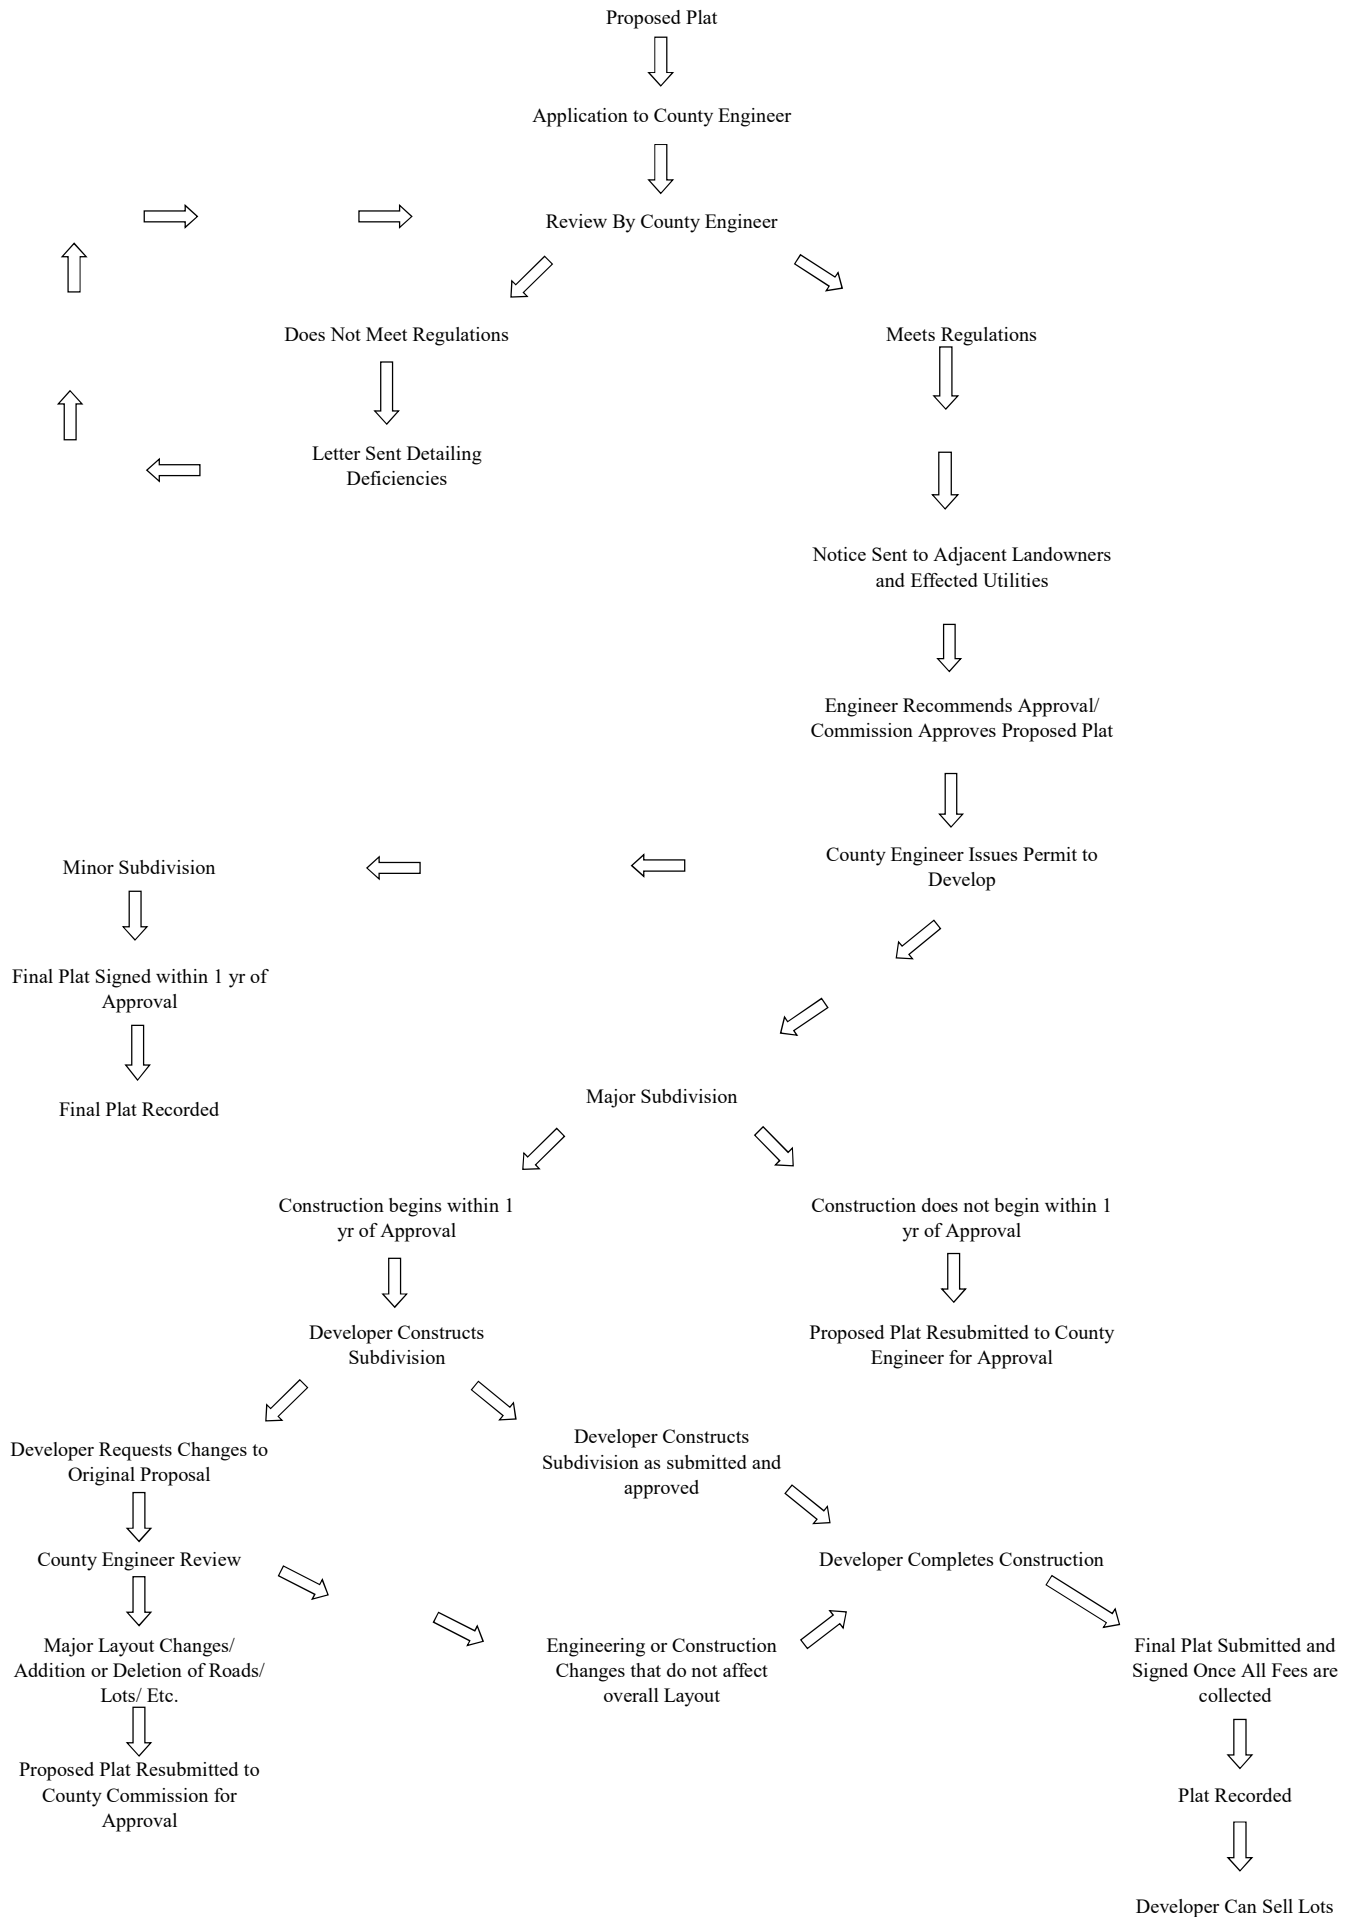 Proposed Plat
Application to County Engineer
Review By County Engineer
Does Not Meet Regulations
Meets Regulations
Letter Sent Detailing
Deficiencies
Notice Sent to Adjacent Landowners
and Effected Utilities
Engineer Recommends Approval/
Commission Approves Proposed Plat
County Engineer Issues Permit to
Develop
Minor Subdivision
Final Plat Signed within 1 yr of
Approval
Final Plat Recorded
Major Subdivision
Construction begins within 1
yr of Approval
Construction does not begin within 1
yr of Approval
Developer Constructs
Subdivision
Proposed Plat Resubmitted to County
Engineer for Approval
Developer Requests Changes to
Original Proposal
Developer Constructs
Subdivision as submitted and
approved
County Engineer Review
Developer Completes Construction
Major Layout Changes/
Addition or Deletion of Roads/
Lots/ Etc.
Engineering or Construction
Changes that do not affect
overall Layout
Final Plat Submitted and
Signed Once All Fees are
collected
Proposed Plat Resubmitted to
County Commission for
Approval
Plat Recorded
Developer Can Sell Lots